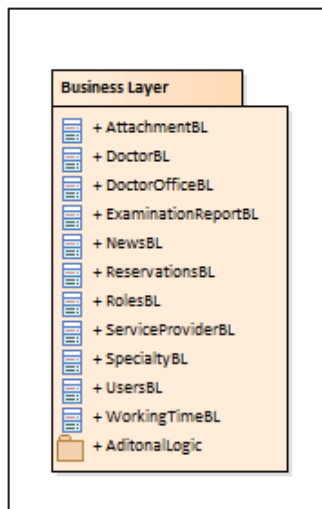 Business Layer
+ AttachmentBL
+ DoctorBL
+ DoctorOfficeBL
+ ExaminationReportBL
+ NewsBL
+ ReservationsBL
+ RolesBL
+ ServiceProviderBL
+ SpecialtyBL
+ UsersBL
+ WorkingTimeBL
+ AditonalLogic